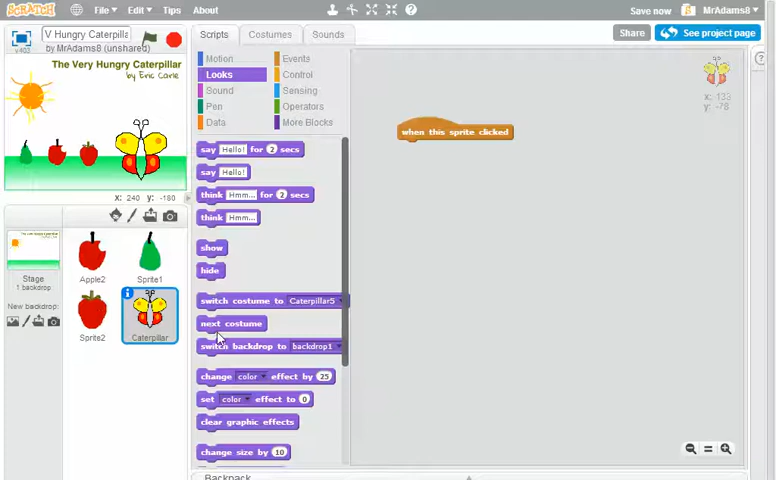 SCRATCH File Edit Tips About Save now MrAdams8
V Hungry Caterpilla
by MrAdams8 (unshared)
v403
Scripts Costumes Sounds Share See project page
The Very Hungry Caterpillar
by Eric Carle
Motion Events
Looks Control
Sound Sensing
Pen Operators
Data More Blocks
x: 133
y: -78
when this sprite clicked
say Hello! for 2 secs
say Hello!
think Hmm... for 2 secs
think Hmm...
show
hide
switch costume to Caterpillar5
next costume
switch backdrop to backdrop1
change color effect by 25
set color effect to 0
clear graphic effects
change size by 10
x: 240 y: -180
Apple2 Sprite1
Stage
1 backdrop
New backdrop:
Sprite2 Caterpillar
Backpack